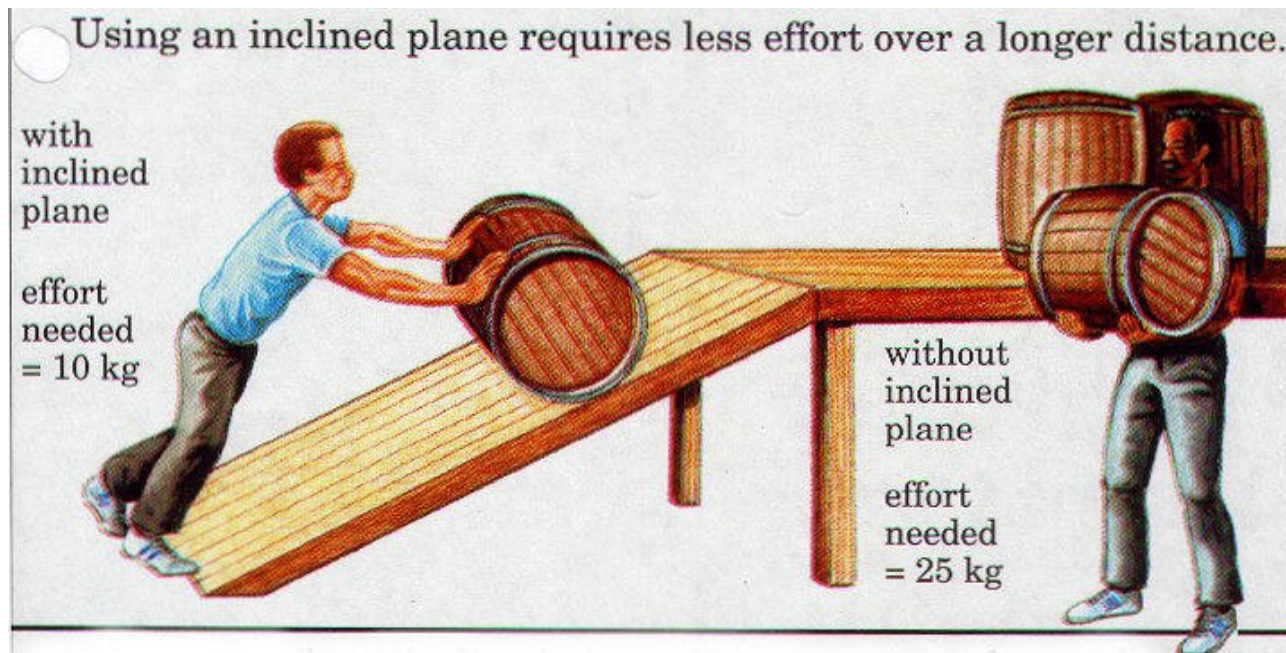 Using an inclined plane requires less effort over a longer distance.
with
inclined
plane
effort
needed
= 10 kg
without
inclined
plane
effort
needed
= 25 kg